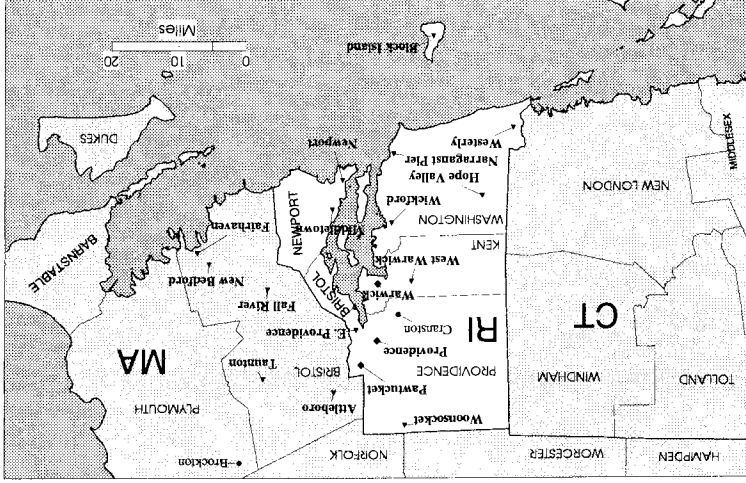 HAMPDEN
WORCESTER
NORFOLK
Brockton
Woonsocket
PLYMOUTH
TOLLAND
WINDHAM
PROVIDENCE
Pawtucket
Attleboro
BRISTOL
Taunton
MA
Providence
E. Providence
CT
RI
Cranston
Warwick
BRISTOL
Fall River
New Bedford
West Warwick
KENT
Middletown
NEWPORT
Fairhaven
BARNSTABLE
WASHINGTON
Wickford
NEW LONDON
Hope Valley
Narraganst Pier
Westerly
Newport
MIDDLESEX
DUKES
Block Island
0 10 20
Miles